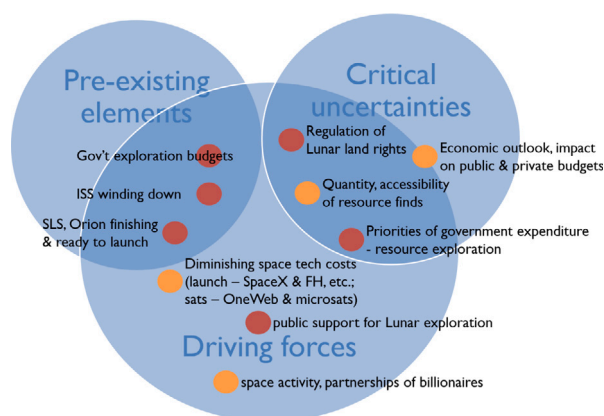 Pre-existing
elements
Critical
uncertainties
Gov't exploration budgets
ISS winding down
SLS, Orion finishing
& ready to launch
Regulation of
Lunar land rights
Economic outlook, impact
on public & private budgets
Quantity, accessibility
of resource finds
Priorities of government expenditure
- resource exploration
Diminishing space tech costs
(launch – SpaceX & FH, etc.;
sats – OneWeb & microsats)
public support for Lunar exploration
Driving forces
space activity, partnerships of billionaires